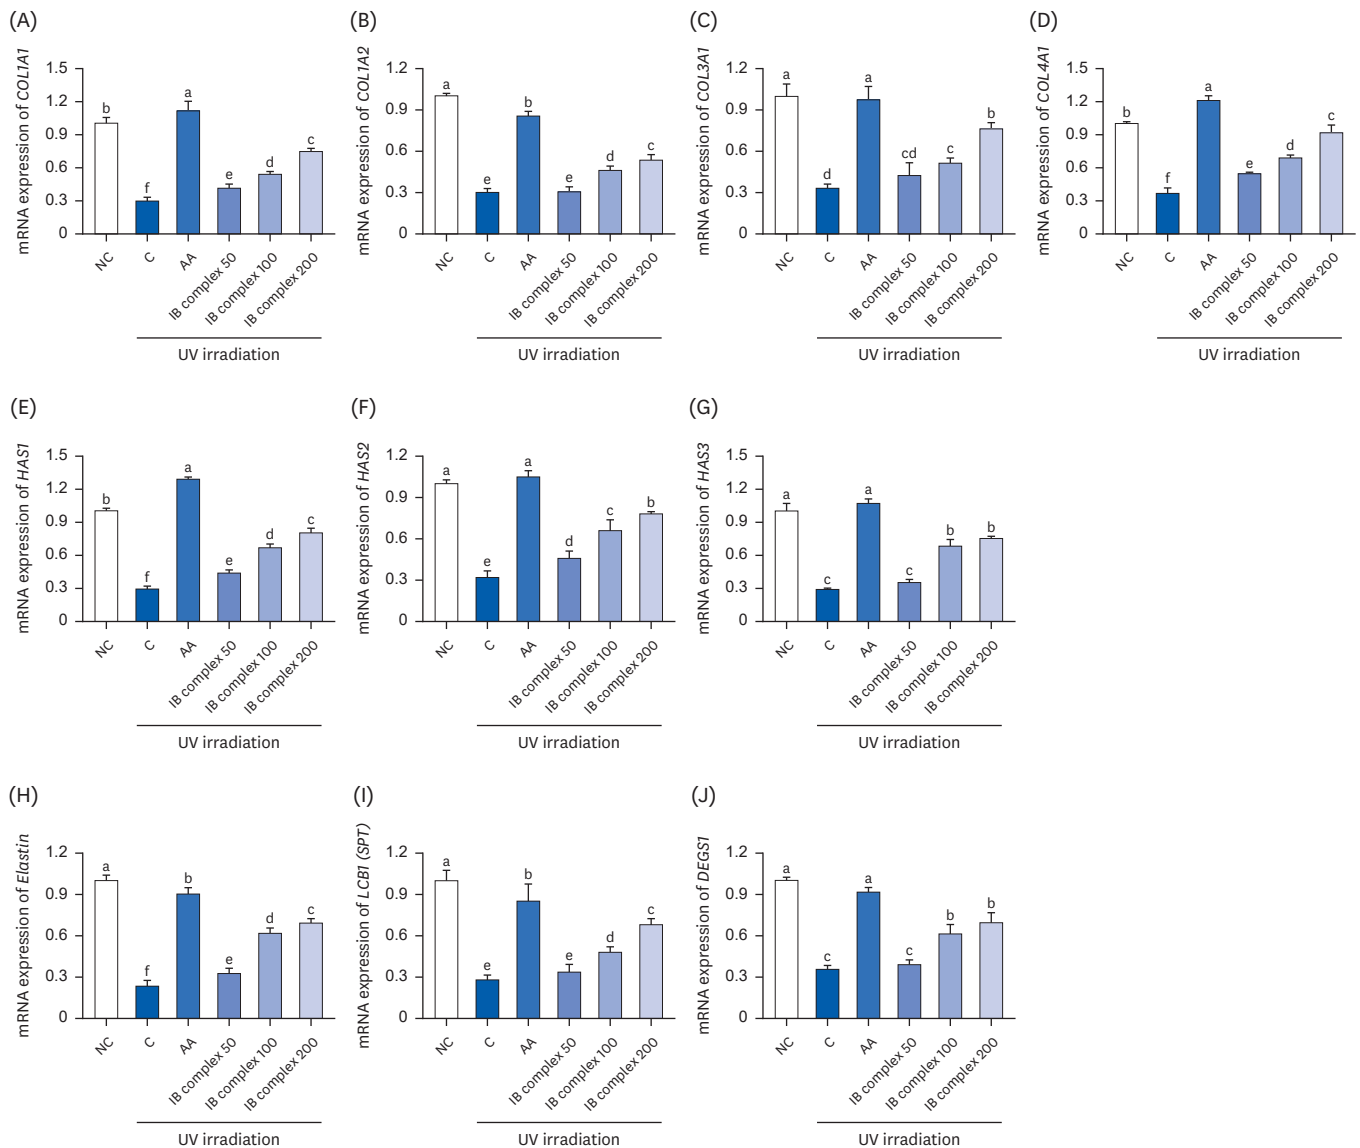 (A)
mRNA expression of COL1A1
1.5
1.2
0.9
0.6
0.3
0
b
f
a
e
d
c
NC
C
AA
IB complex 50
IB complex 100
IB complex 200
UV irradiation
(B)
mRNA expression of COL1A2
1.2
0.9
0.6
0.3
0
a
e
b
e
d
c
NC
C
AA
IB complex 50
IB complex 100
IB complex 200
UV irradiation
(C)
mRNA expression of COL3A1
1.2
0.9
0.6
0.3
0
a
d
a
cd
c
b
NC
C
AA
IB complex 50
IB complex 100
IB complex 200
UV irradiation
(D)
mRNA expression of COL4A1
1.5
1.2
0.9
0.6
0.3
0
b
f
a
e
d
c
NC
C
AA
IB complex 50
IB complex 100
IB complex 200
UV irradiation
(E)
mRNA expression of HAS1
1.5
1.2
0.9
0.6
0.3
0
b
f
a
e
d
c
NC
C
AA
IB complex 50
IB complex 100
IB complex 200
UV irradiation
(F)
mRNA expression of HAS2
1.2
0.9
0.6
0.3
0
a
e
a
d
c
b
NC
C
AA
IB complex 50
IB complex 100
IB complex 200
UV irradiation
(G)
mRNA expression of HAS3
1.5
1.2
0.9
0.6
0.3
0
a
c
a
c
b
b
NC
C
AA
IB complex 50
IB complex 100
IB complex 200
UV irradiation
(H)
mRNA expression of Elastin
1.2
0.9
0.6
0.3
0
a
f
b
e
d
c
NC
C
AA
IB complex 50
IB complex 100
IB complex 200
UV irradiation
(I)
mRNA expression of LCB1 (SPT)
1.2
0.9
0.6
0.3
0
a
e
b
e
d
c
NC
C
AA
IB complex 50
IB complex 100
IB complex 200
UV irradiation
(J)
mRNA expression of DEGS1
1.2
0.9
0.6
0.3
0
a
c
a
c
b
b
NC
C
AA
IB complex 50
IB complex 100
IB complex 200
UV irradiation